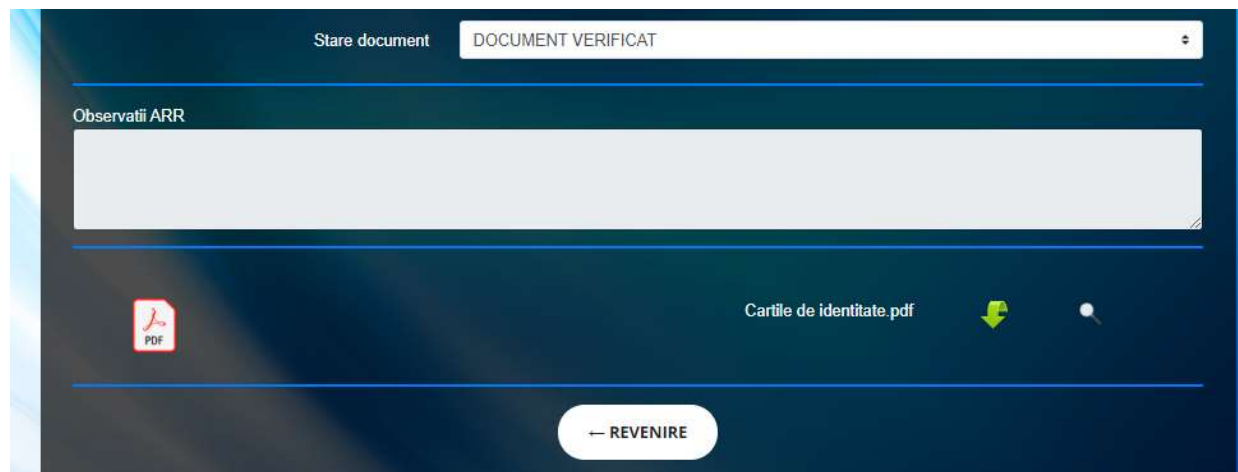 Stare document DOCUMENT VERIFICAT
Observatii ARR
PDF Cartile de identitate.pdf
← REVENIRE